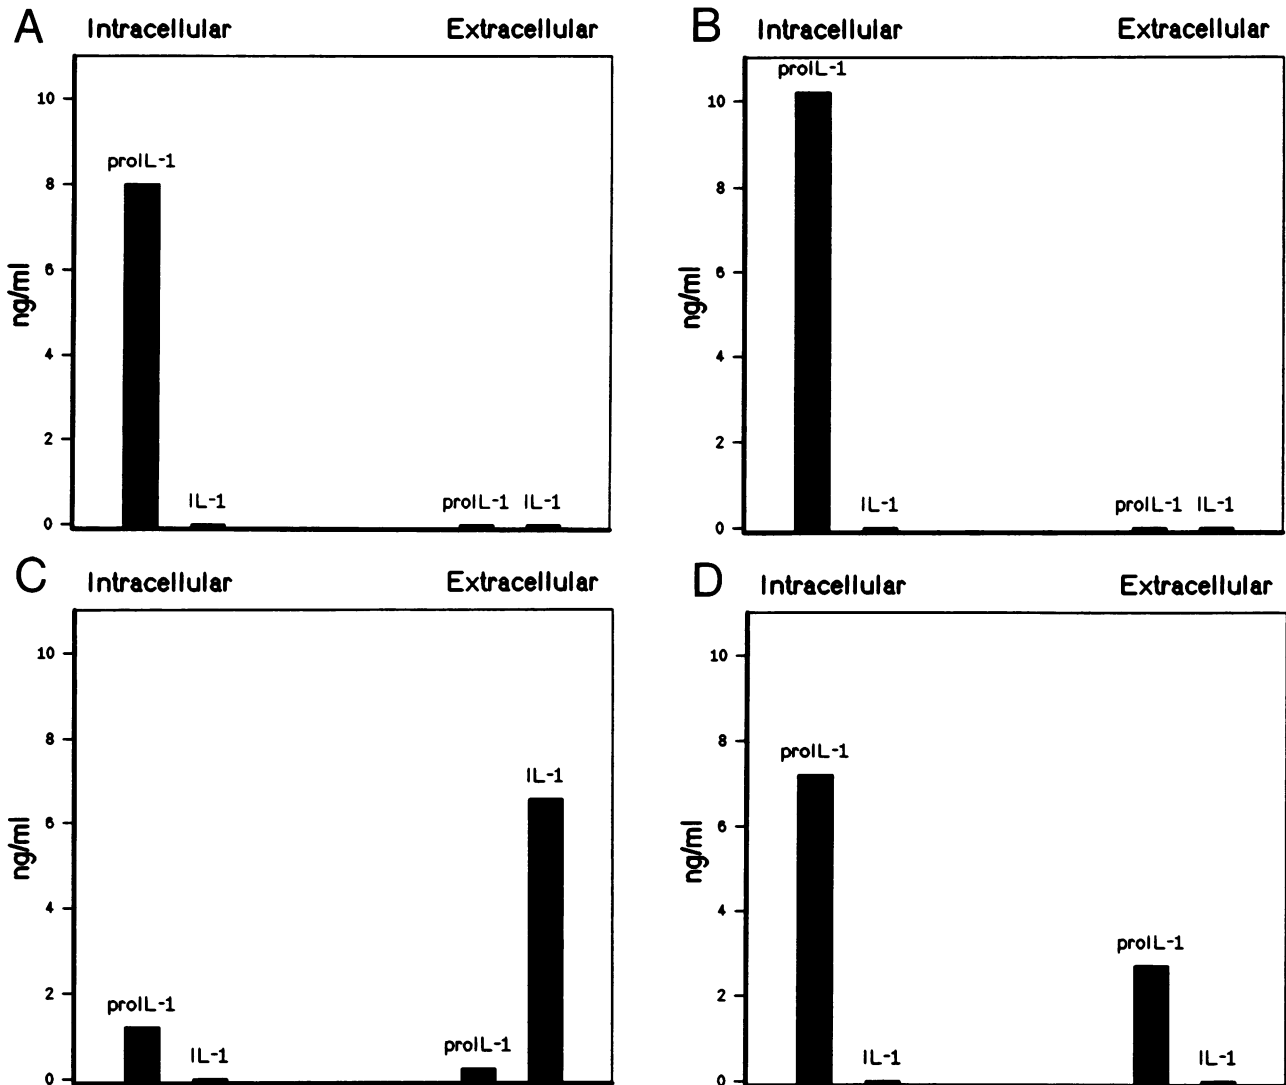 A
Intracellular Extracellular
10
8
6
4
2
0
ng/ml
proIL-1
IL-1
proIL-1 IL-1
B
Intracellular Extracellular
10
8
6
4
2
0
ng/ml
proIL-1
IL-1
proIL-1 IL-1
C
Intracellular Extracellular
10
8
6
4
2
0
ng/ml
proIL-1
IL-1
proIL-1
IL-1
D
Intracellular Extracellular
10
8
6
4
2
0
ng/ml
proIL-1
IL-1
proIL-1
IL-1